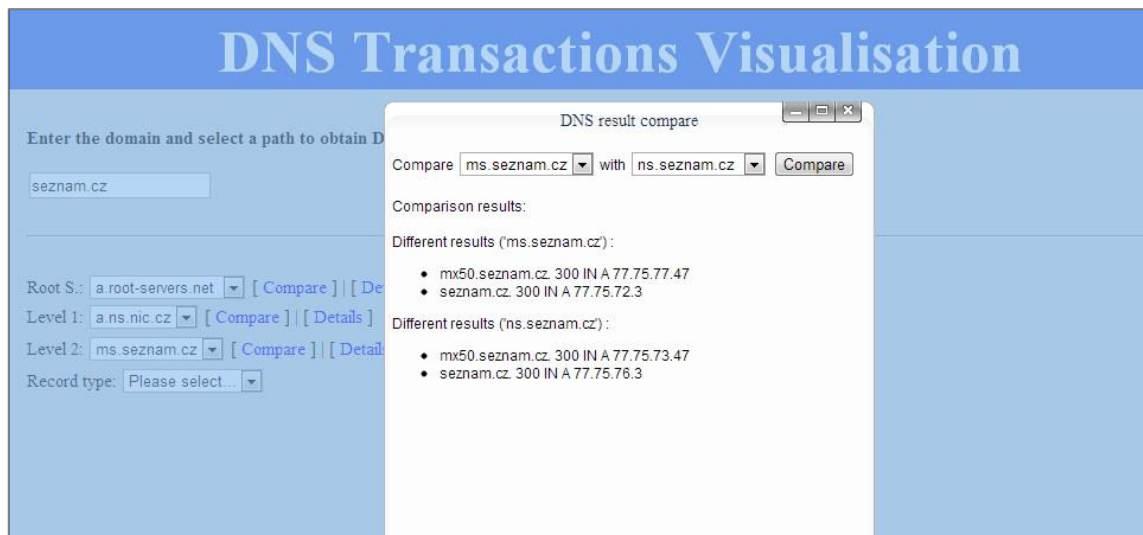 DNS Transactions Visualisation
Enter the domain and select a path to obtain D
seznam.cz
Root S.: a.root-servers.net [ Compare ] | [ De
Level 1: a.ns.nic.cz [ Compare ] | [ Details ]
Level 2: ms.seznam.cz [ Compare ] | [ Detail
Record type: Please select...
DNS result compare
Compare ms.seznam.cz with ns.seznam.cz Compare
Comparison results:
Different results ('ms.seznam.cz') :
• mx50.seznam.cz. 300 IN A 77.75.77.47
• seznam.cz. 300 IN A 77.75.72.3
Different results ('ns.seznam.cz') :
• mx50.seznam.cz. 300 IN A 77.75.73.47
• seznam.cz. 300 IN A 77.75.76.3